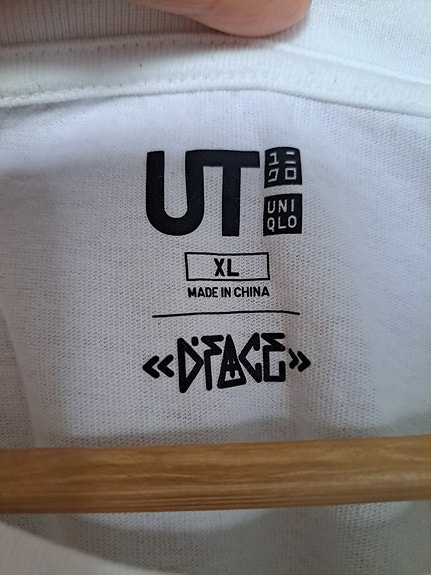 UT ユニ
クロ
UNI
QLO
XL
MADE IN CHINA
«D*FACE»